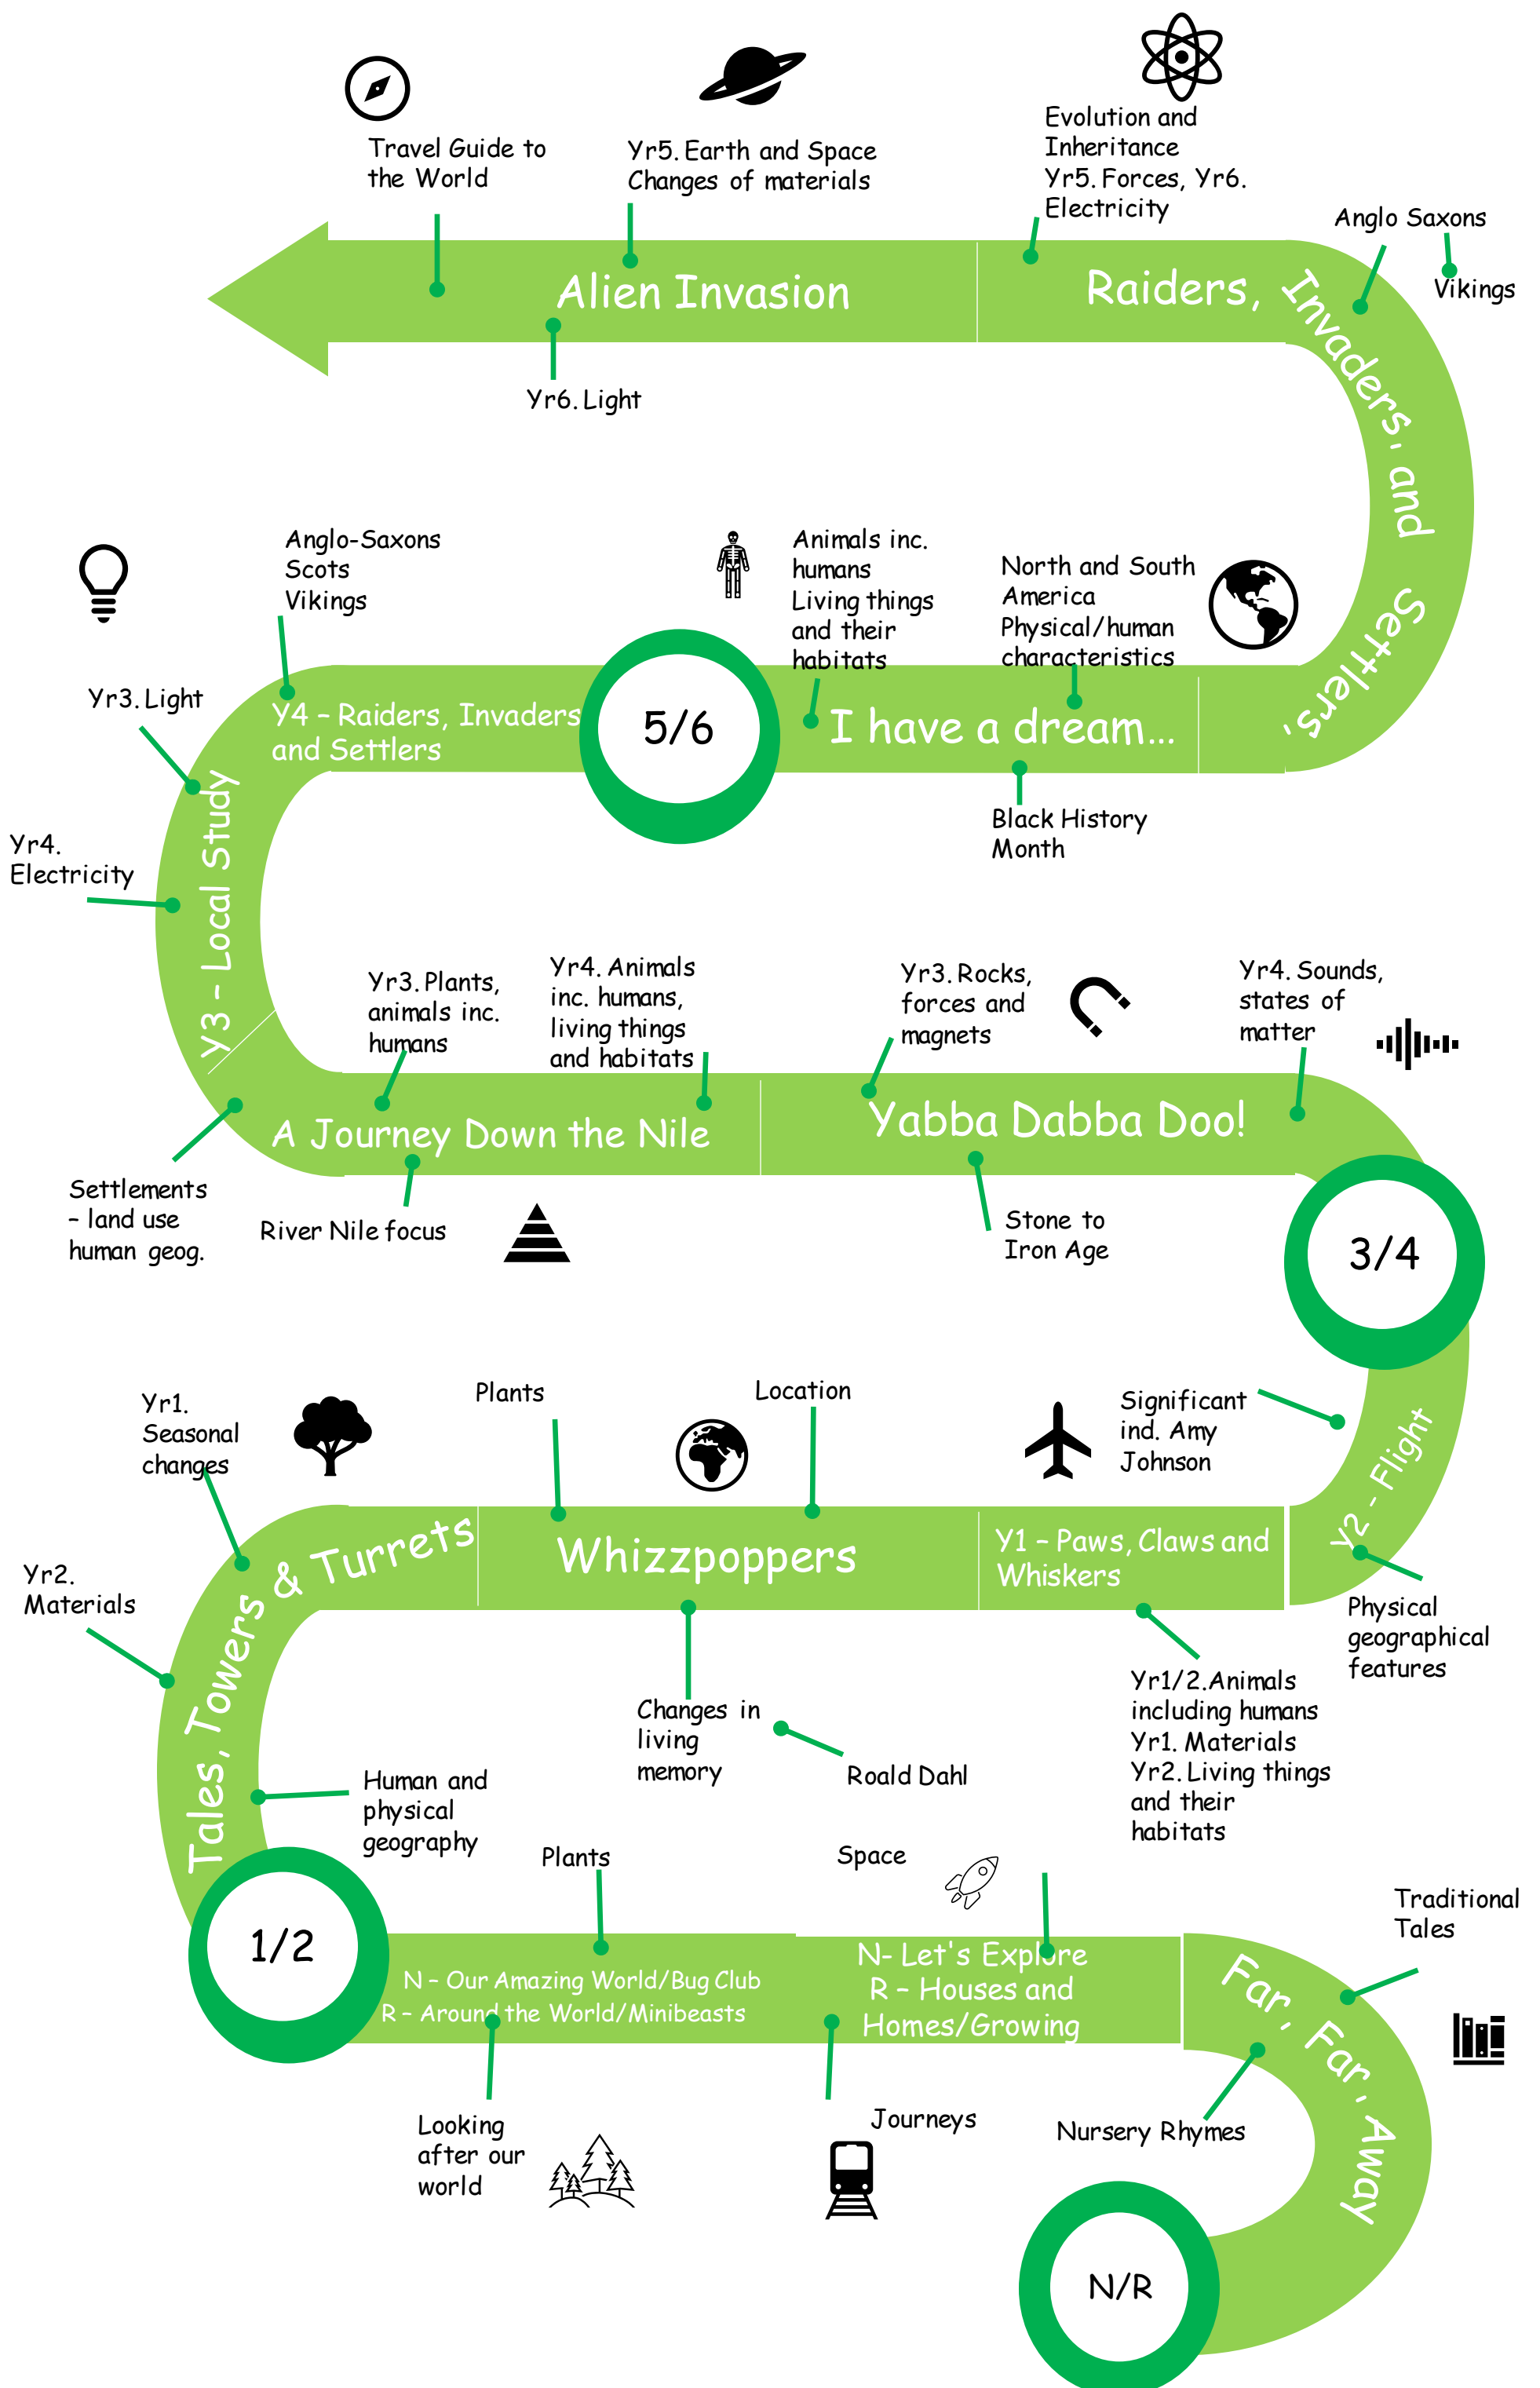 Travel Guide to
the World
Yr5. Earth and Space
Changes of materials
Evolution and
Inheritance
Yr5. Forces, Yr6.
Electricity
Anglo Saxons
Vikings
Alien Invasion
Raiders, Invaders, and Settlers,
Yr6. Light
Anglo-Saxons
Scots
Vikings
Animals inc.
humans
Living things
and their
habitats
North and South
America
Physical/human
characteristics
Yr3. Light
Y4 – Raiders, Invaders
and Settlers
5/6
I have a dream...
Black History
Month
Yr4.
Electricity
Y3 – Local Study
Yr3. Plants,
animals inc.
humans
Yr4. Animals
inc. humans,
living things
and habitats
Yr3. Rocks,
forces and
magnets
Yr4. Sounds,
states of
matter
A Journey Down the Nile
Yabba Dabba Doo!
Settlements
– land use
human geog.
River Nile focus
Stone to
Iron Age
3/4
Yr1.
Seasonal
changes
Plants
Location
Significant
ind. Amy
Johnson
Y2 – Flight
Tales, Towers & Turrets
Whizzpoppers
Y1 – Paws, Claws and
Whiskers
Yr2.
Materials
Physical
geographical
features
Changes in
living
memory
Roald Dahl
Yr1/2.Animals
including humans
Yr1. Materials
Yr2. Living things
and their
habitats
Human and
physical
geography
Plants
Space
Traditional
Tales
1/2
N – Our Amazing World/Bug Club
R – Around the World/Minibeasts
N- Let's Explore
R – Houses and
Homes/Growing
Far, Far, Away
Looking
after our
world
Journeys
Nursery Rhymes
N/R